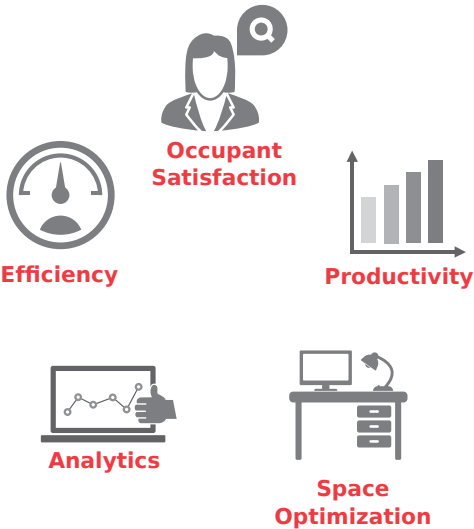 Occupant
Satisfaction
Efficiency
Productivity
Analytics
Space
Optimization